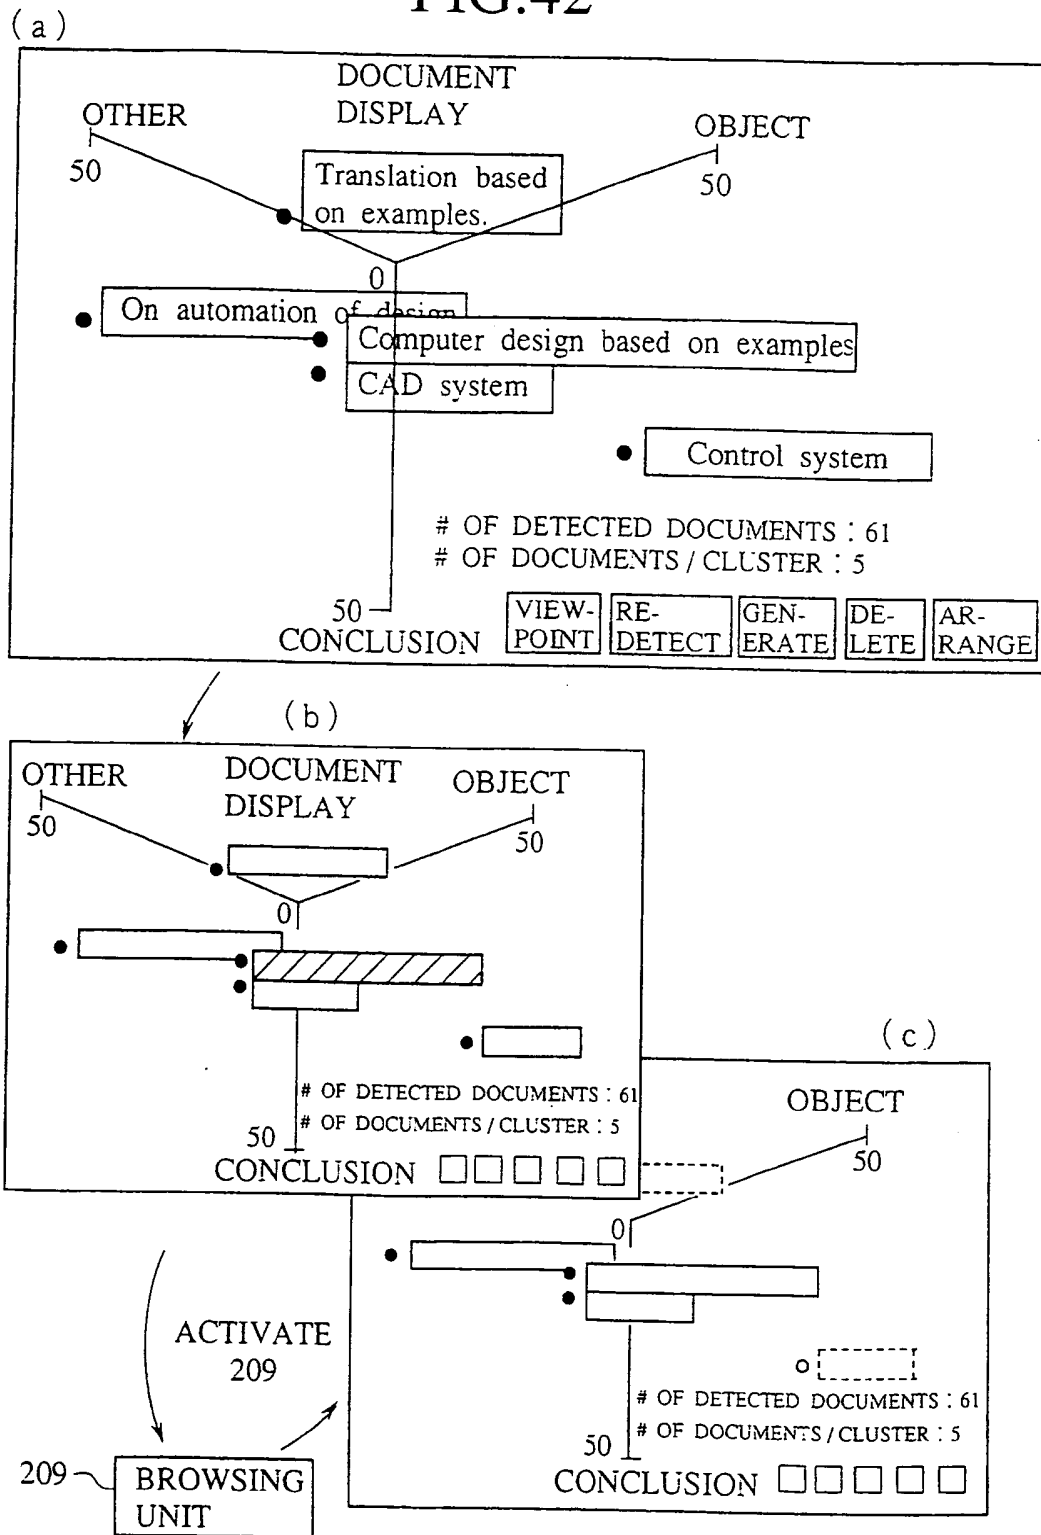 FIG.42
(a)
DOCUMENT
DISPLAY
OTHER
OBJECT
50
50
Translation based
on examples.
0
On automation of design
Computer design based on examples
CAD system
Control system
# OF DETECTED DOCUMENTS : 61
# OF DOCUMENTS / CLUSTER : 5
50
CONCLUSION
VIEW-
POINT
RE-
DETECT
GEN-
ERATE
DE-
LETE
AR-
RANGE
(b)
OTHER
DOCUMENT
DISPLAY
OBJECT
50
50
0
# OF DETECTED DOCUMENTS : 61
# OF DOCUMENTS / CLUSTER : 5
50
CONCLUSION
(c)
OBJECT
50
0
# OF DETECTED DOCUMENTS : 61
# OF DOCUMENTS / CLUSTER : 5
50
CONCLUSION
ACTIVATE
209
209
BROWSING
UNIT